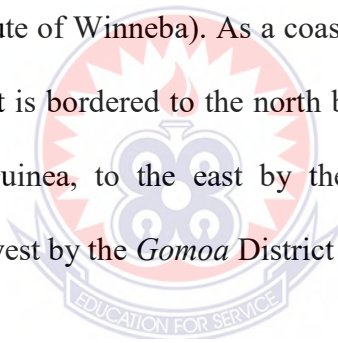 ute of Winneba). As a coas
t is bordered to the north b
uinea, to the east by the
vest by the Gomoa District
EDUCATION FOR SERVICE